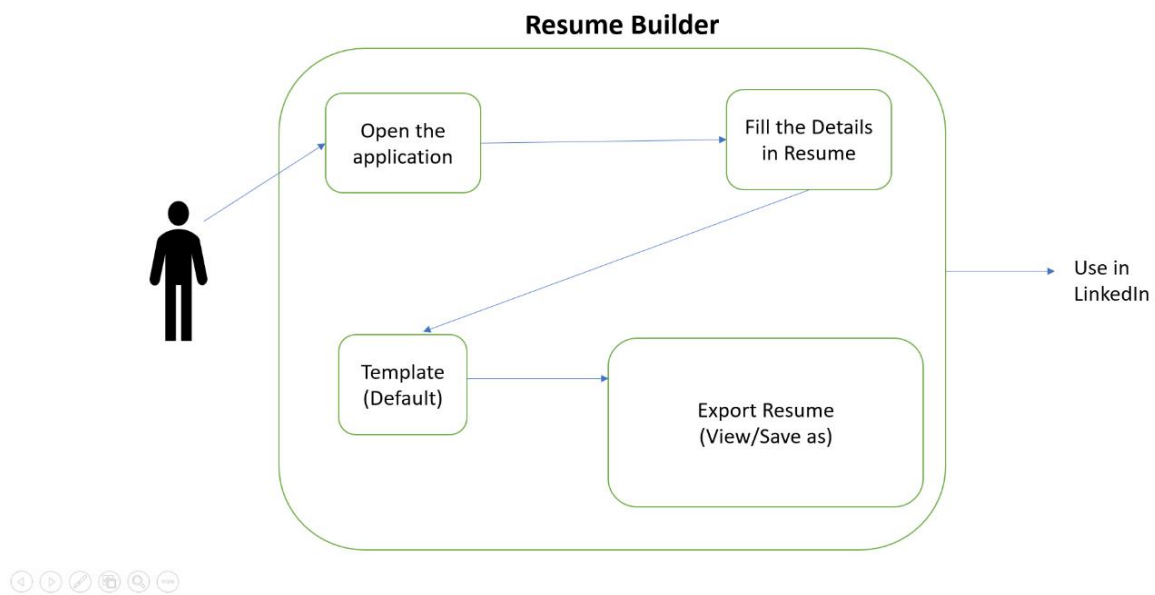 Resume Builder
Open the
application
Fill the Details
in Resume
Use in
LinkedIn
Template
(Default)
Export Resume
(View/Save as)